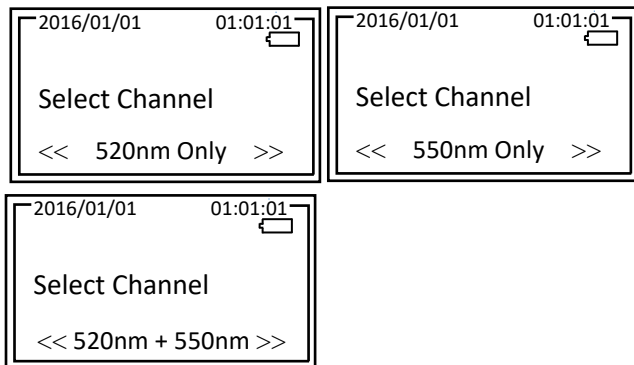 2016/01/01 01:01:01
Select Channel
<< 520nm Only >>
2016/01/01 01:01:01
Select Channel
<< 550nm Only >>
2016/01/01 01:01:01
Select Channel
<< 520nm + 550nm >>